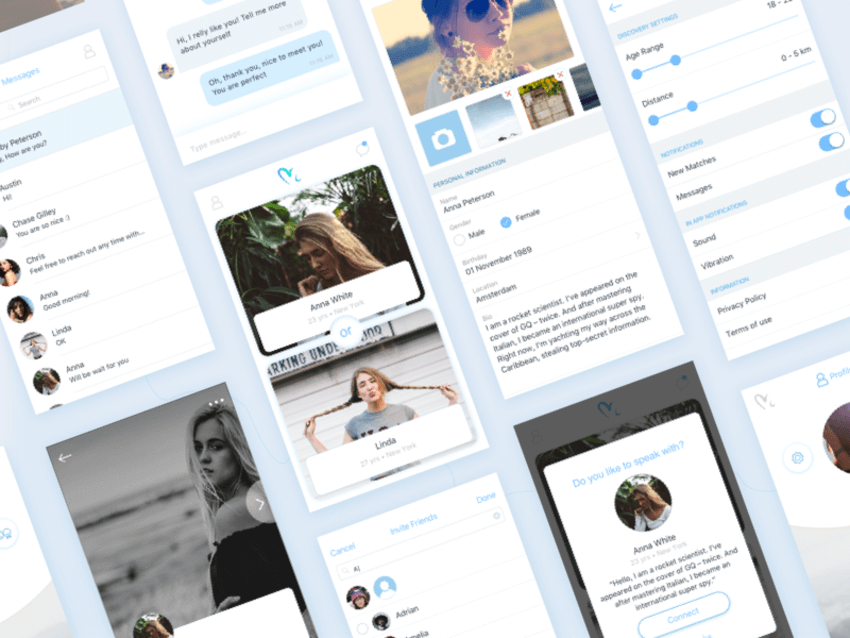 Messages
Search
by Peterson
, How are you?
Austin
Hi!
Chase Gilley
You are so nice :)
Chris
Feel free to reach out any time with...
Anna
Good morning!
Linda
OK
Anna
Will be wait for you
Hi, I relly like you! Tell me more
about yourself
Oh, thank you, nice to meet you!
You are perfect
Type message...
Anna White
23 yrs • New York
or
ARKING UNDER
Linda
27 yrs • New York
Cancel
Invite Friends
Done
Adrian
PERSONAL INFORMATION
Name
Anna Peterson
Gender
Male
Female
Birthday
01 November 1989
Location
Amsterdam
Bio
I am a rocket scientist. I've appeared on the
cover of GQ – twice. And after mastering
Italian, I became an international super spy.
Right now, I'm yachting my way across the
Caribbean, stealing top-secret information.
Do you like to speak with?
Anna White
23 yrs • New York
"Hello, I am a rocket scientist. I've
appeared on the cover of GQ – twice. And
after mastering Italian, I became an
international super spy."
Connect
DISCOVERY SETTINGS
Age Range
Distance
0 – 5 km
NOTIFICATIONS
New Matches
Messages
IN APP NOTIFICATIONS
Sound
Vibration
INFORMATION
Privacy Policy
Terms of use